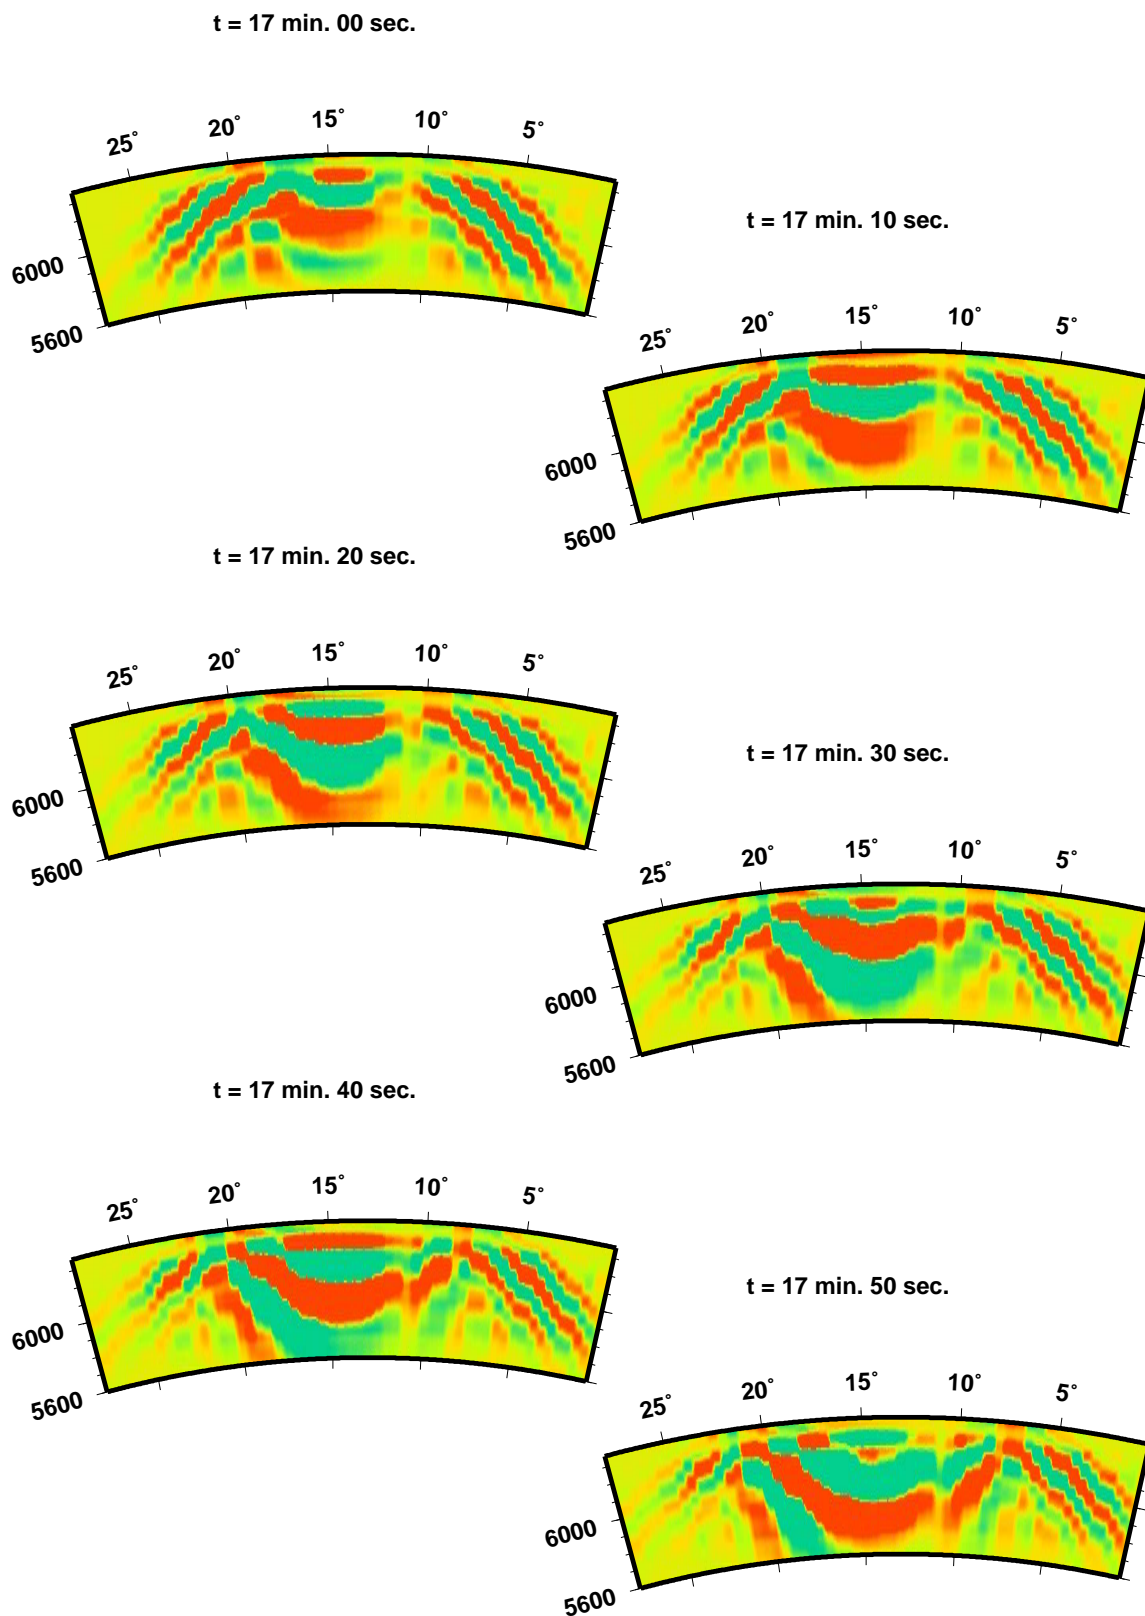 t = 17 min. 00 sec.
25° 20° 15° 10° 5°
6000
5600
t = 17 min. 10 sec.
25° 20° 15° 10° 5°
6000
5600
t = 17 min. 20 sec.
25° 20° 15° 10° 5°
6000
5600
t = 17 min. 30 sec.
25° 20° 15° 10° 5°
6000
5600
t = 17 min. 40 sec.
25° 20° 15° 10° 5°
6000
5600
t = 17 min. 50 sec.
25° 20° 15° 10° 5°
6000
5600